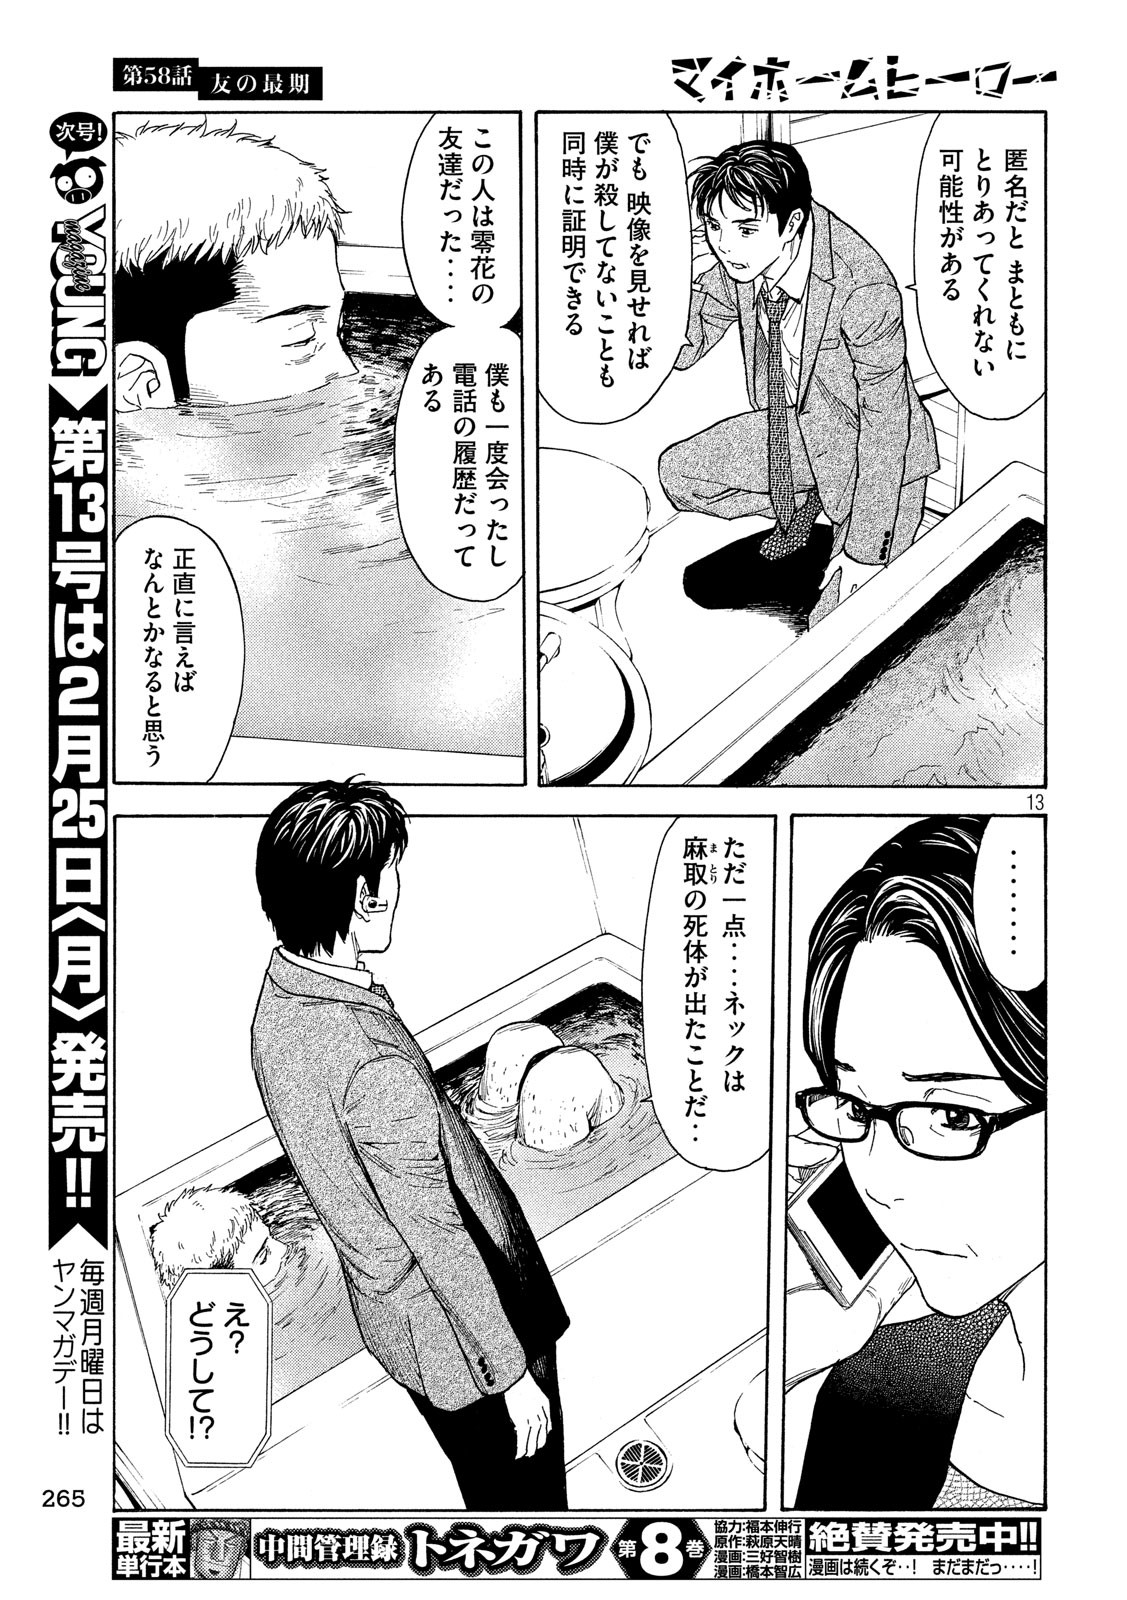 第58話
友の最期
マイホームヒーロー
匿名だと まともに
とりあってくれない
可能性がある
でも 映像を見せれば
僕が殺してないことも
同時に証明できる
この人は零花の
友達だった‥‥
僕も一度会ったし
電話の履歴だって
ある
正直に言えば
なんとかなると思う
13
‥‥‥‥
ただ一点‥‥ネックは
麻取の死体が出たことだ‥
まとり
え?
どうして!?
次号!
YOUNG
magazine
第13号は2月25日〈月〉発売!!
毎週月曜日は
ヤンマガデー!!
265
最新
単行本
中間管理録
トネガワ
第8巻
協力:福本伸行
原作:萩原天晴
漫画:三好智樹
漫画:橋本智広
絶賛発売中!!
漫画は続くぞ‥! まだまだっ‥‥!